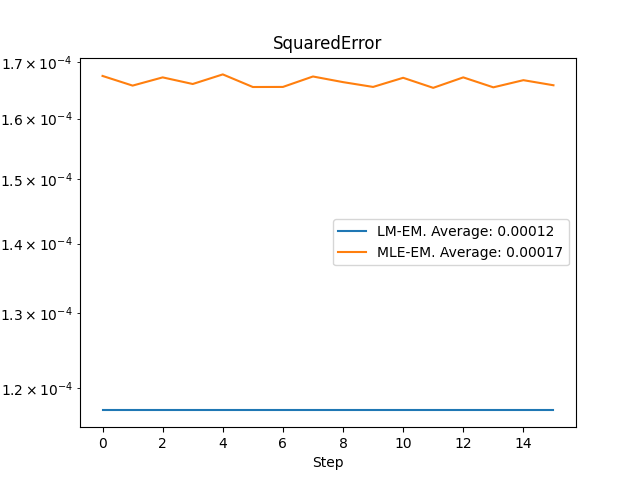 SquaredError
1.7 × 10⁻⁴
1.6 × 10⁻⁴
1.5 × 10⁻⁴
1.4 × 10⁻⁴
1.3 × 10⁻⁴
1.2 × 10⁻⁴
LM-EM. Average: 0.00012
MLE-EM. Average: 0.00017
0 2 4 6 8 10 12 14
Step